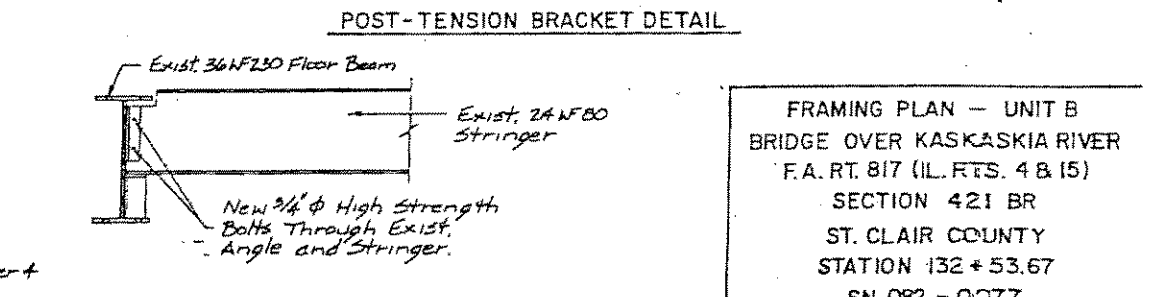 POST-TENSION BRACKET DETAIL
Exist. 36WF230 Floor Beam
Exist. 24WF80
Stringer
New 3/4" φ High Strength
Bolts Through Exist.
Angle and Stringer.
FRAMING PLAN — UNIT B
BRIDGE OVER KASKASKIA RIVER
F.A. RT. 817 (IL. RTS. 4 & 15)
SECTION 421 BR
ST. CLAIR COUNTY
STATION 132+53.67